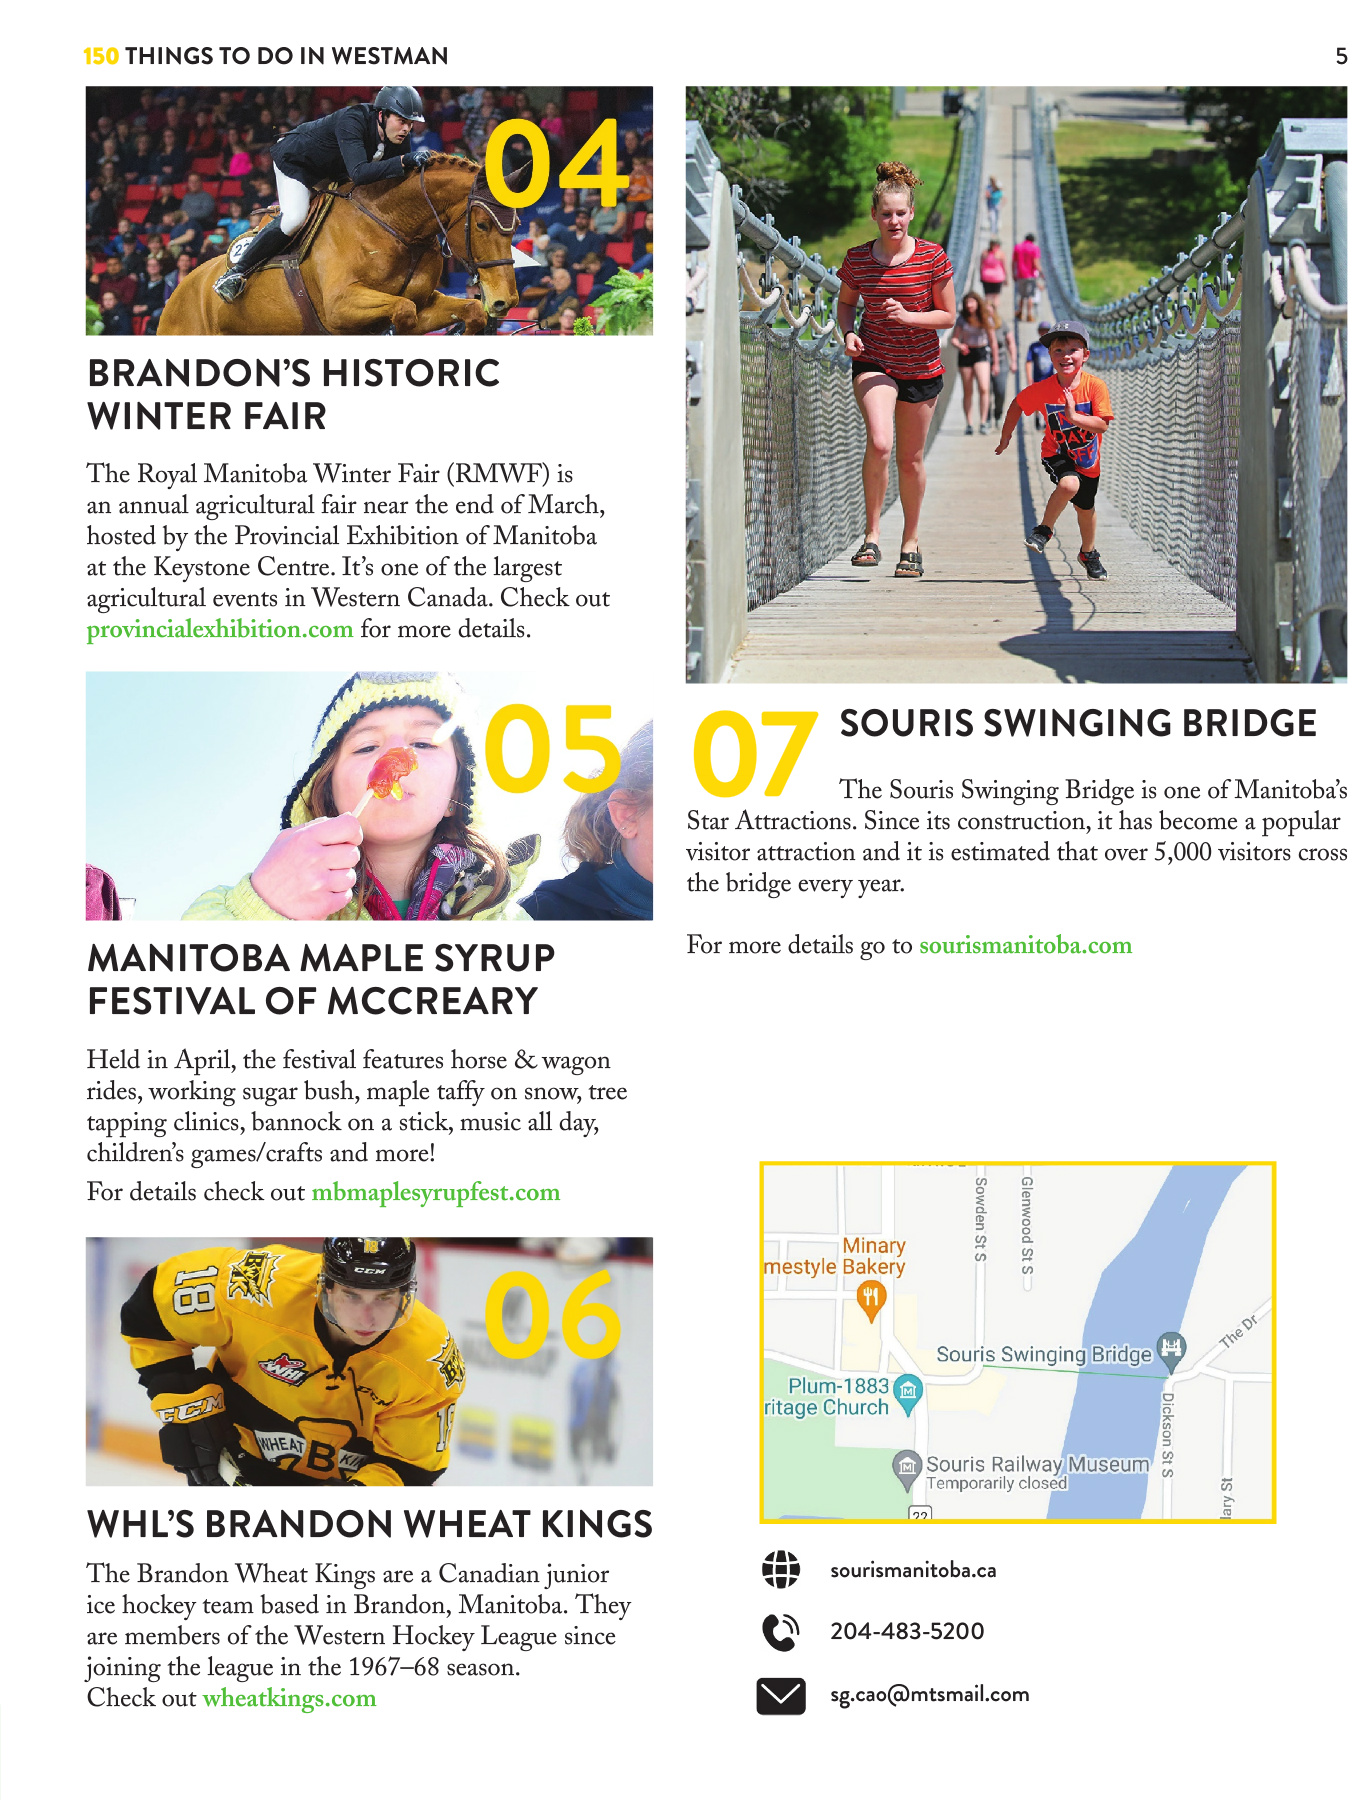 150 THINGS TO DO IN WESTMAN
5
04
BRANDON'S HISTORIC
WINTER FAIR
The Royal Manitoba Winter Fair (RMWF) is
an annual agricultural fair near the end of March,
hosted by the Provincial Exhibition of Manitoba
at the Keystone Centre. It's one of the largest
agricultural events in Western Canada. Check out
provincialexhibition.com for more details.
05
MANITOBA MAPLE SYRUP
FESTIVAL OF MCCREARY
Held in April, the festival features horse & wagon
rides, working sugar bush, maple taffy on snow, tree
tapping clinics, bannock on a stick, music all day,
children's games/crafts and more!
For details check out mbmaplesyrupfest.com
18
CCM
18
BWK
06
WHL
CCM
18
WHEAT B KIN
WHL'S BRANDON WHEAT KINGS
The Brandon Wheat Kings are a Canadian junior
ice hockey team based in Brandon, Manitoba. They
are members of the Western Hockey League since
joining the league in the 1967–68 season.
Check out wheatkings.com
DAY
OFF
07
SOURIS SWINGING BRIDGE
The Souris Swinging Bridge is one of Manitoba's
Star Attractions. Since its construction, it has become a popular
visitor attraction and it is estimated that over 5,000 visitors cross
the bridge every year.
For more details go to sourismanitoba.com
Sowden St S
Glenwood St S
Minary
mestyle Bakery
The Dr
Souris Swinging Bridge
Plum-1883
ritage Church
Dickson St S
Souris Railway Museum
Temporarily closed
lary St
22
sourismanitoba.ca
204-483-5200
sg.cao@mtsmail.com